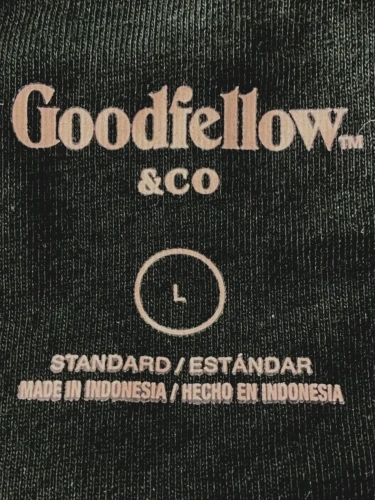 Goodfellow™
&CO
L
STANDARD / ESTÁNDAR
MADE IN INDONESIA / HECHO EN INDONESIA